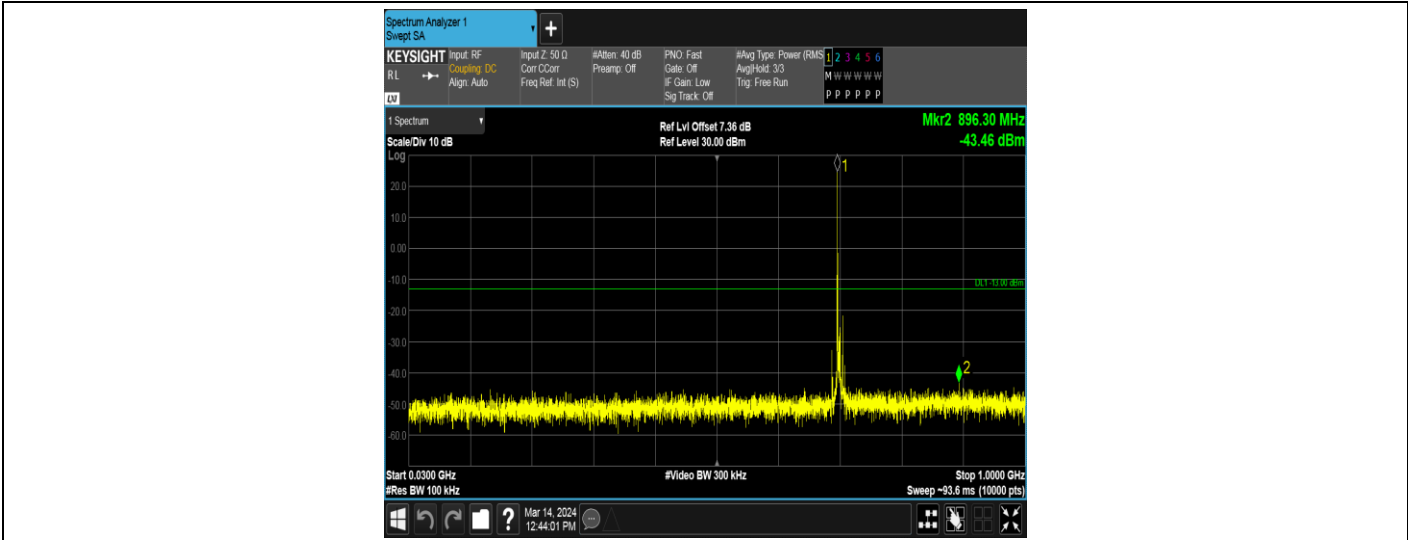 Spectrum Analyzer 1
Swept SA
+
KEYSIGHT
RL
LXI
Input: RF
Coupling: DC
Align: Auto
Input Z: 50 Ω
Corr CCorr
Freq Ref: Int (S)
#Atten: 40 dB
Preamp: Off
PNO: Fast
Gate: Off
IF Gain: Low
Sig Track: Off
#Avg Type: Power (RMS
Avg|Hold: 3/3
Trig: Free Run
1 2 3 4 5 6
M W W W W W
P P P P P P
1 Spectrum
Scale/Div 10 dB
Log
Ref Lvl Offset 7.36 dB
Ref Level 30.00 dBm
Mkr2 896.30 MHz
-43.46 dBm
1
20.0
10.0
0.00
-10.0
DL1 -13.00 dBm
-20.0
-30.0
-40.0
2
-50.0
-60.0
Start 0.0300 GHz
#Res BW 100 kHz
#Video BW 300 kHz
Stop 1.0000 GHz
Sweep ~93.6 ms (10000 pts)
?
Mar 14, 2024
12:44:01 PM